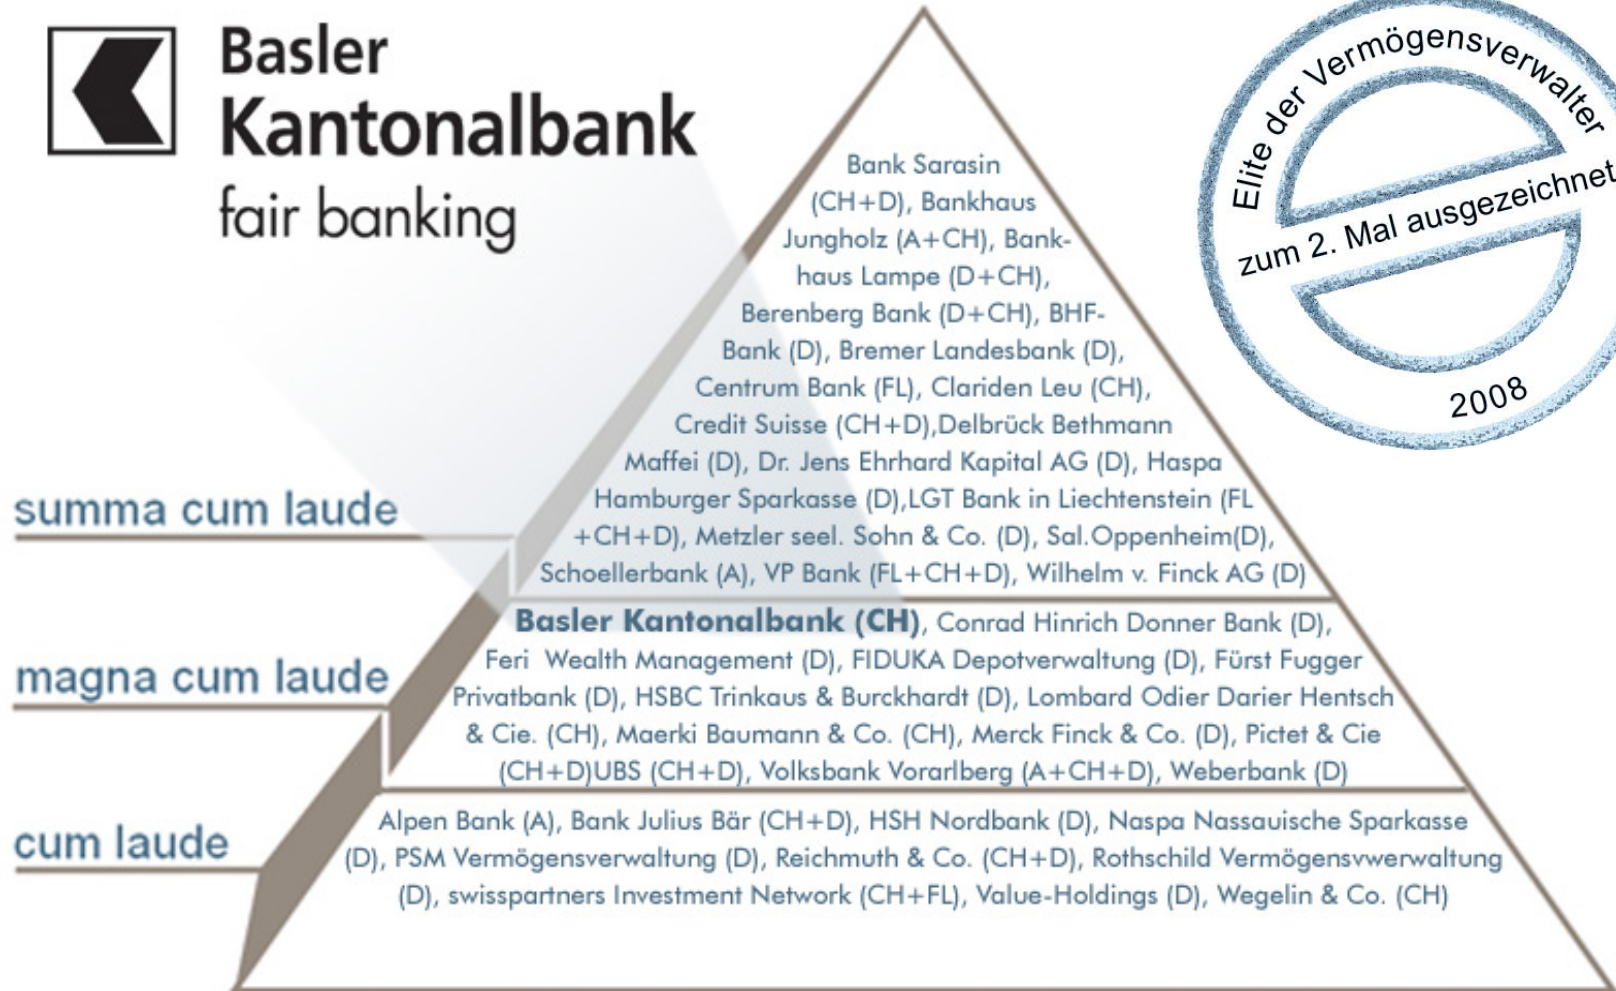 Basler
Kantonalbank
fair banking
Elite der Vermögensverwalter
zum 2. Mal ausgezeichnet
2008
Bank Sarasin
(CH+D), Bankhaus
Jungholz (A+CH), Bank-
haus Lampe (D+CH),
Berenberg Bank (D+CH), BHF-
Bank (D), Bremer Landesbank (D),
Centrum Bank (FL), Clariden Leu (CH),
Credit Suisse (CH+D),Delbrück Bethmann
Maffei (D), Dr. Jens Ehrhard Kapital AG (D), Haspa
Hamburger Sparkasse (D),LGT Bank in Liechtenstein (FL
+CH+D), Metzler seel. Sohn & Co. (D), Sal.Oppenheim(D),
Schoellerbank (A), VP Bank (FL+CH+D), Wilhelm v. Finck AG (D)
summa cum laude
Basler Kantonalbank (CH), Conrad Hinrich Donner Bank (D),
Feri Wealth Management (D), FIDUKA Depotverwaltung (D), Fürst Fugger
Privatbank (D), HSBC Trinkaus & Burckhardt (D), Lombard Odier Darier Hentsch
& Cie. (CH), Maerki Baumann & Co. (CH), Merck Finck & Co. (D), Pictet & Cie
(CH+D)UBS (CH+D), Volksbank Vorarlberg (A+CH+D), Weberbank (D)
magna cum laude
Alpen Bank (A), Bank Julius Bär (CH+D), HSH Nordbank (D), Naspa Nassauische Sparkasse
(D), PSM Vermögensverwaltung (D), Reichmuth & Co. (CH+D), Rothschild Vermögensvwerwaltung
(D), swisspartners Investment Network (CH+FL), Value-Holdings (D), Wegelin & Co. (CH)
cum laude